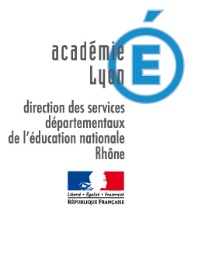 académie
Lyon
É
direction des services
départementaux
de l'éducation nationale
Rhône
Liberté • Égalité • Fraternité
RÉPUBLIQUE FRANÇAISE